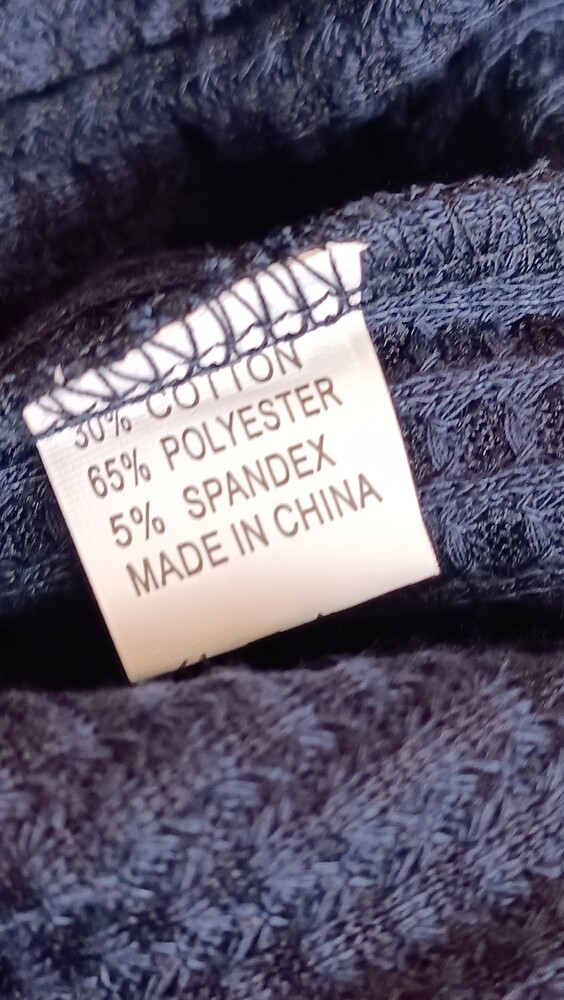 30% COTTON
65% POLYESTER
5% SPANDEX
MADE IN CHINA